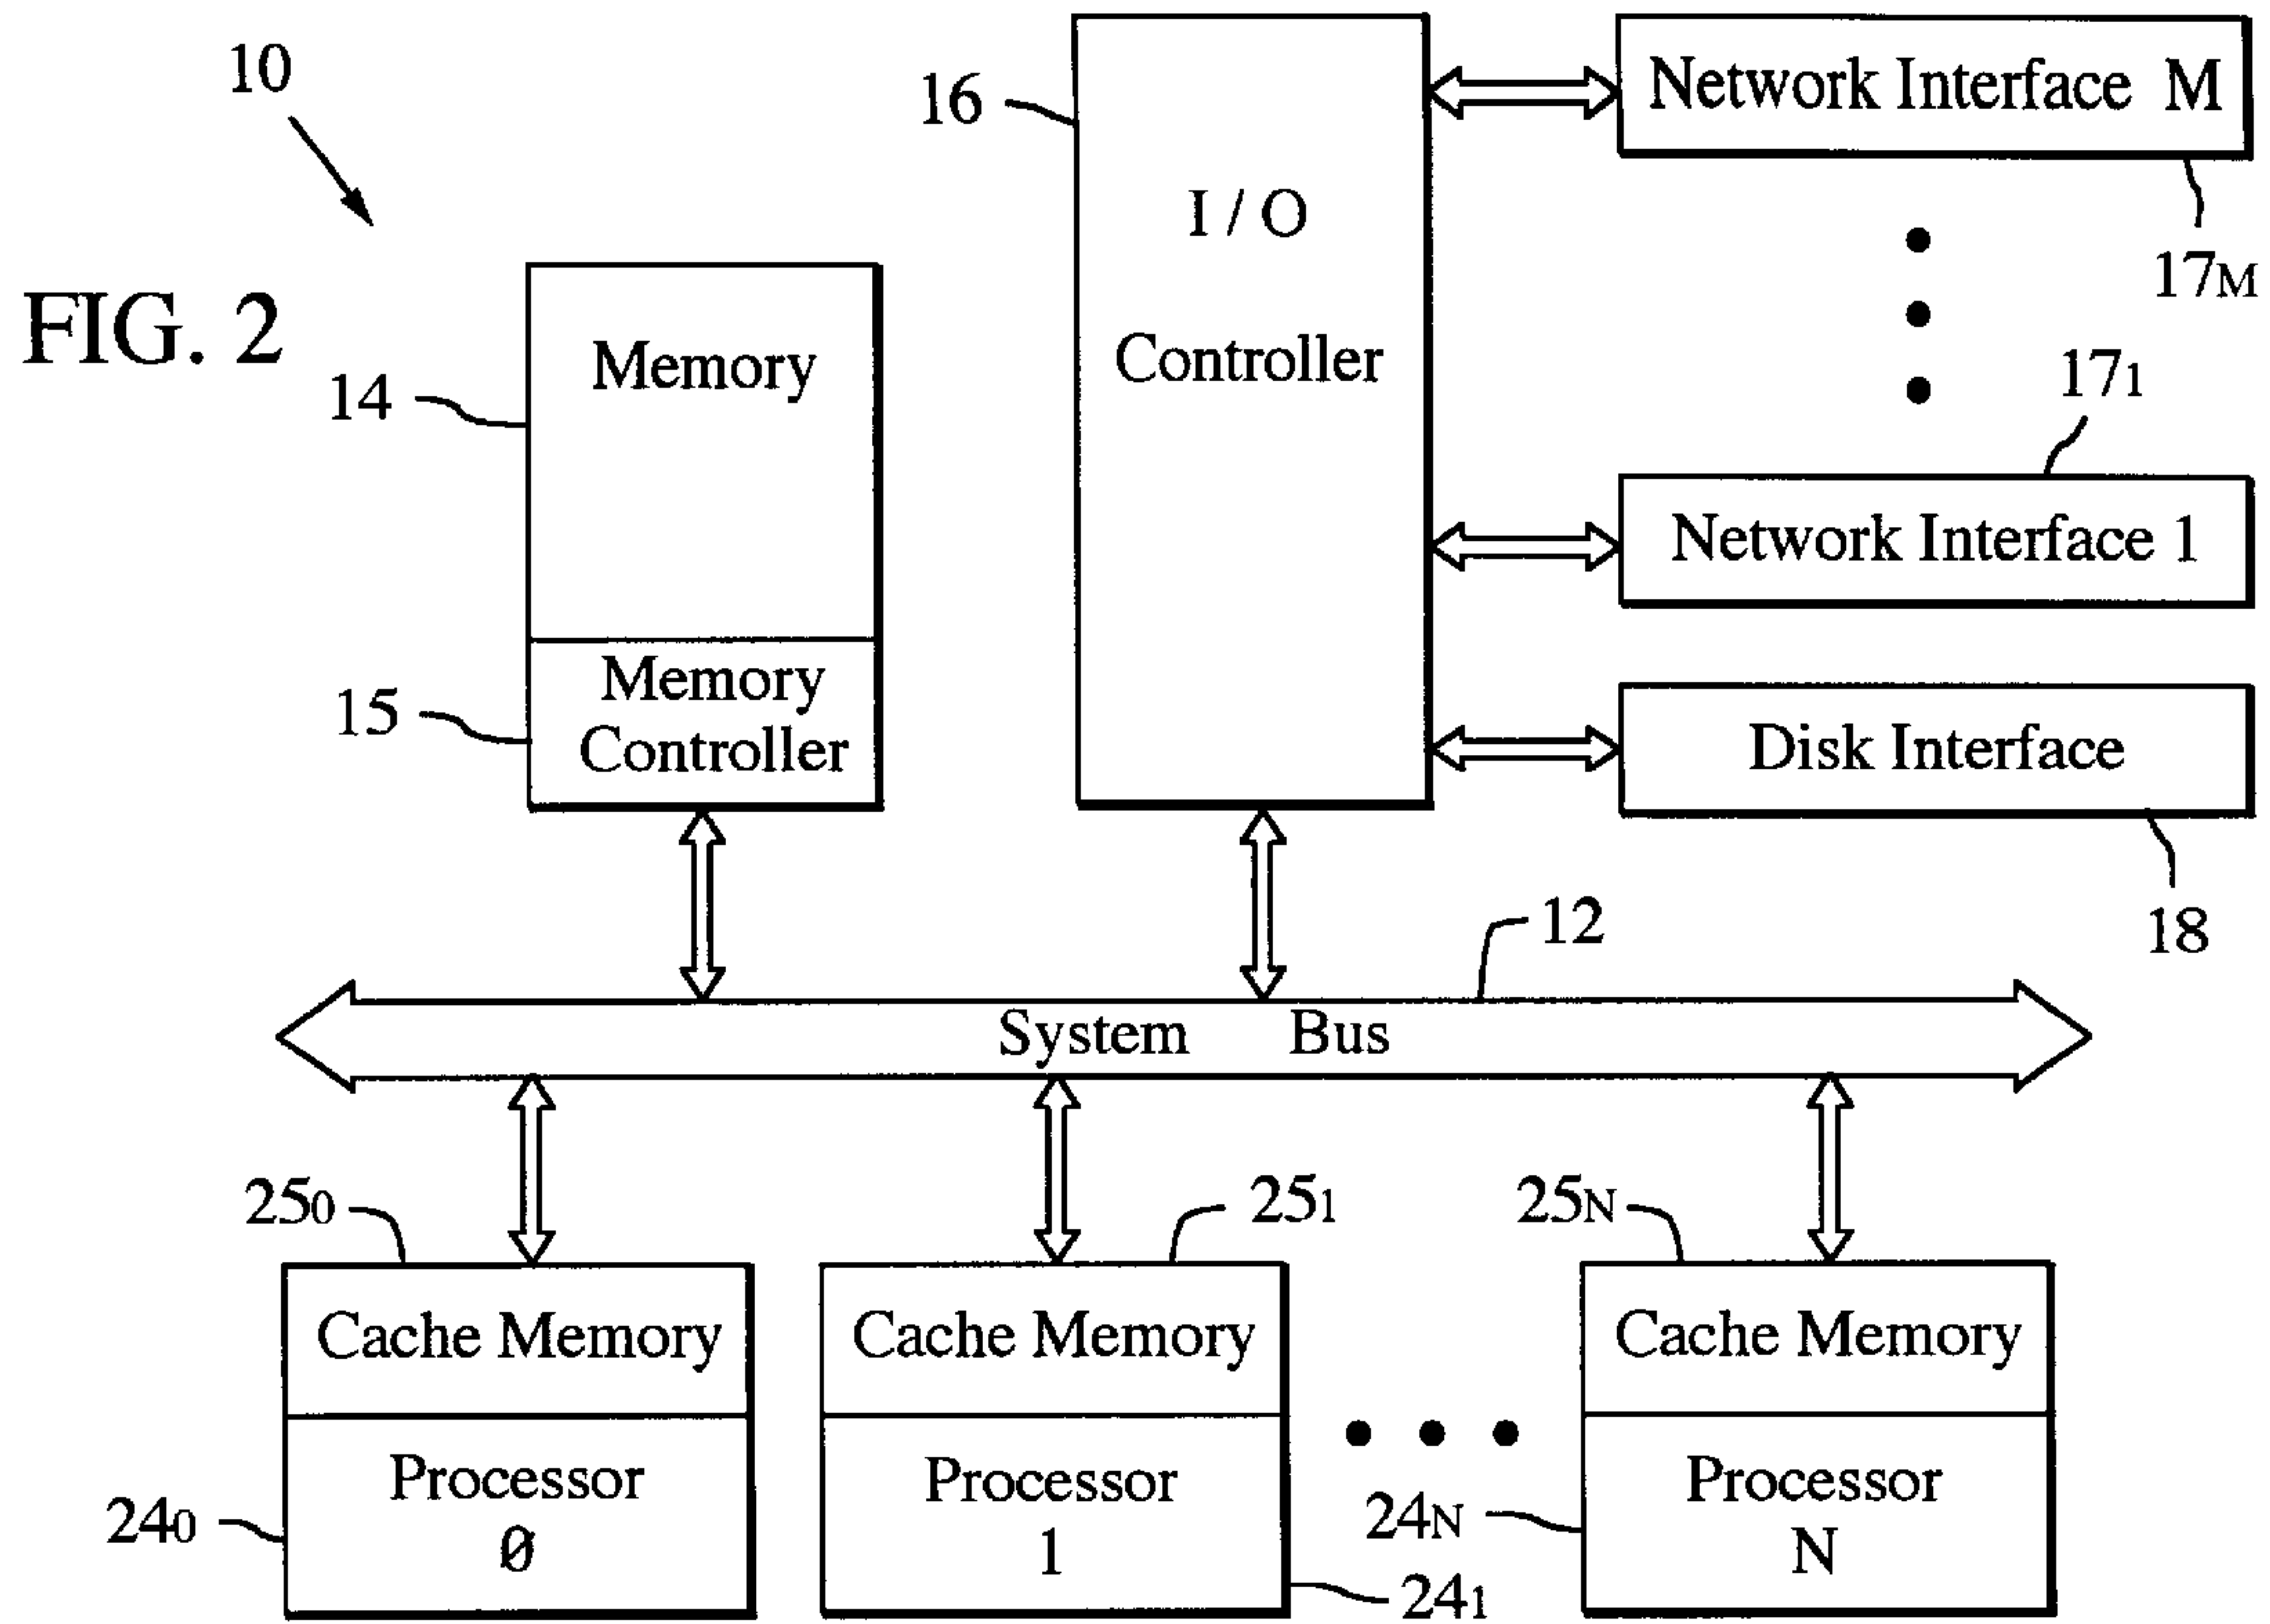 10
FIG. 2
16
I / O
Controller
Network Interface M
17M
171
Network Interface 1
Disk Interface
18
14
Memory
15
Memory
Controller
12
System Bus
250
Cache Memory
240
Processor
0
251
Cache Memory
Processor
1
241
25N
Cache Memory
24N
Processor
N